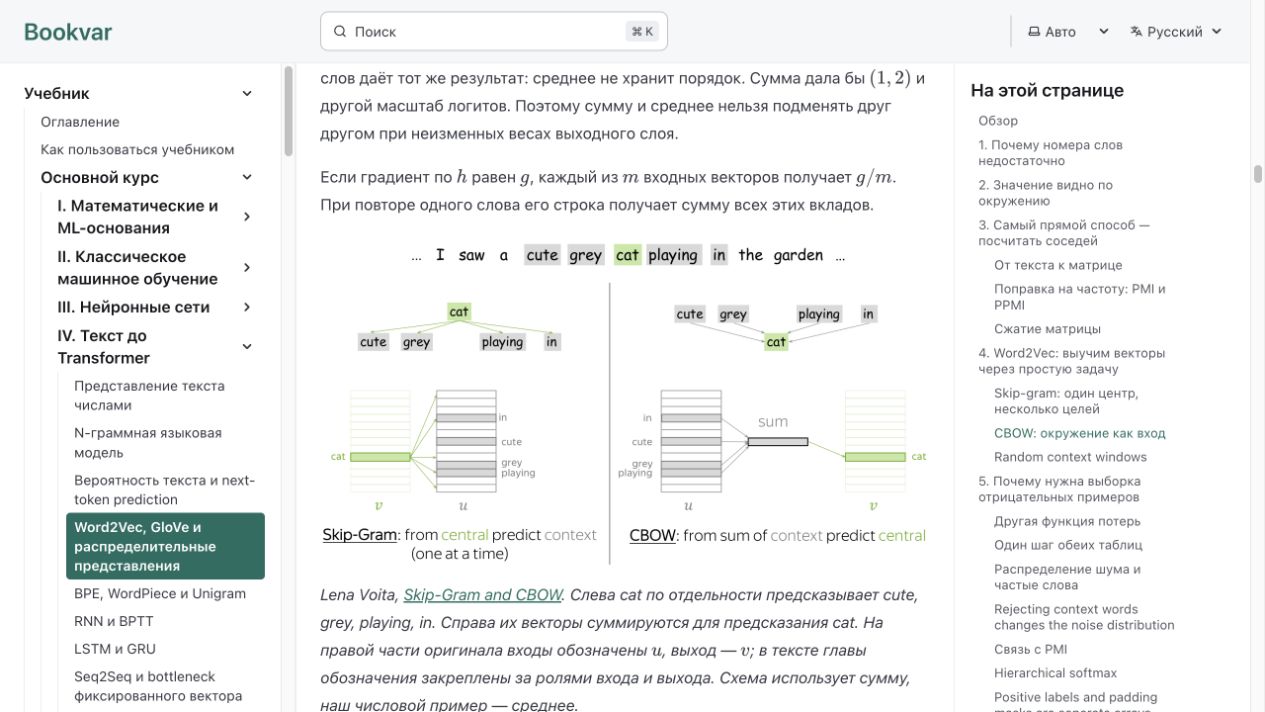 Bookvar
Поиск
⌘ K
Авто
Русский
Учебник
Оглавление
Как пользоваться учебником
Основной курс
I. Математические и
ML-основания
II. Классическое
машинное обучение
III. Нейронные сети
IV. Текст до
Transformer
Представление текста
числами
N-граммная языковая
модель
Вероятность текста и next-
token prediction
Word2Vec, GloVe и
распределительные
представления
BPE, WordPiece и Unigram
RNN и BPTT
LSTM и GRU
Seq2Seq и bottleneck
фиксированного вектора
слов даёт тот же результат: среднее не хранит порядок. Сумма дала бы (1, 2) и
другой масштаб логитов. Поэтому сумму и среднее нельзя подменять друг
другом при неизменных весах выходного слоя.
Если градиент по h равен g, каждый из m входных векторов получает g/m.
При повторе одного слова его строка получает сумму всех этих вкладов.
... I saw a cute grey cat playing in the garden ...
cat
cute grey playing in
in
cute
grey
playing
cat
v u
Skip-Gram: from central predict context
(one at a time)
cute grey playing in
cat
in
cute
grey
playing
sum
cat
u v
CBOW: from sum of context predict central
Lena Voita, Skip-Gram and CBOW. Слева cat по отдельности предсказывает cute,
grey, playing, in. Справа их векторы суммируются для предсказания cat. На
правой части оригинала входы обозначены u, выход — v; в тексте главы
обозначения закреплены за ролями входа и выхода. Схема использует сумму,
наш числовой пример — среднее.
На этой странице
Обзор
1. Почему номера слов
недостаточно
2. Значение видно по
окружению
3. Самый прямой способ —
посчитать соседей
От текста к матрице
Поправка на частоту: PMI и
PPMI
Сжатие матрицы
4. Word2Vec: выучим векторы
через простую задачу
Skip-gram: один центр,
несколько целей
CBOW: окружение как вход
Random context windows
5. Почему нужна выборка
отрицательных примеров
Другая функция потерь
Один шаг обеих таблиц
Распределение шума и
частые слова
Rejecting context words
changes the noise distribution
Связь с PMI
Hierarchical softmax
Positive labels and padding
masks are separate arrays